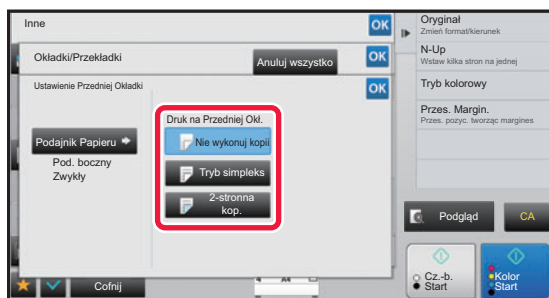 Inne
OK
Okładki/Przekładki
Anuluj wszystko
OK
Ustawienie Przedniej Okładki
OK
Podajnik Papieru
Pod. boczny
Zwykły
Druk na Przedniej Okł.
Nie wykonuj kopii
Tryb simpleks
2-stronna
kop.
Cofnij
A4
Oryginał
Zmień format/kierunek
N-Up
Wstaw kilka stron na jednej
Tryb kolorowy
Przes. Margin.
Przes. pozyc. tworząc margines
Podgląd
CA
Cz.-b.
Start
Kolor
Start